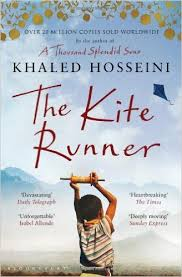 OVER 20 MILLION COPIES SOLD WORLDWIDE
By the author of
A Thousand Splendid Suns
KHALED HOSSEINI
The Kite
Runner
'Devastating'
Daily Telegraph
'Heartbreaking'
The Times
'Unforgettable'
Isabel Allende
'Deeply moving'
Sunday Express
BLOOMSBURY